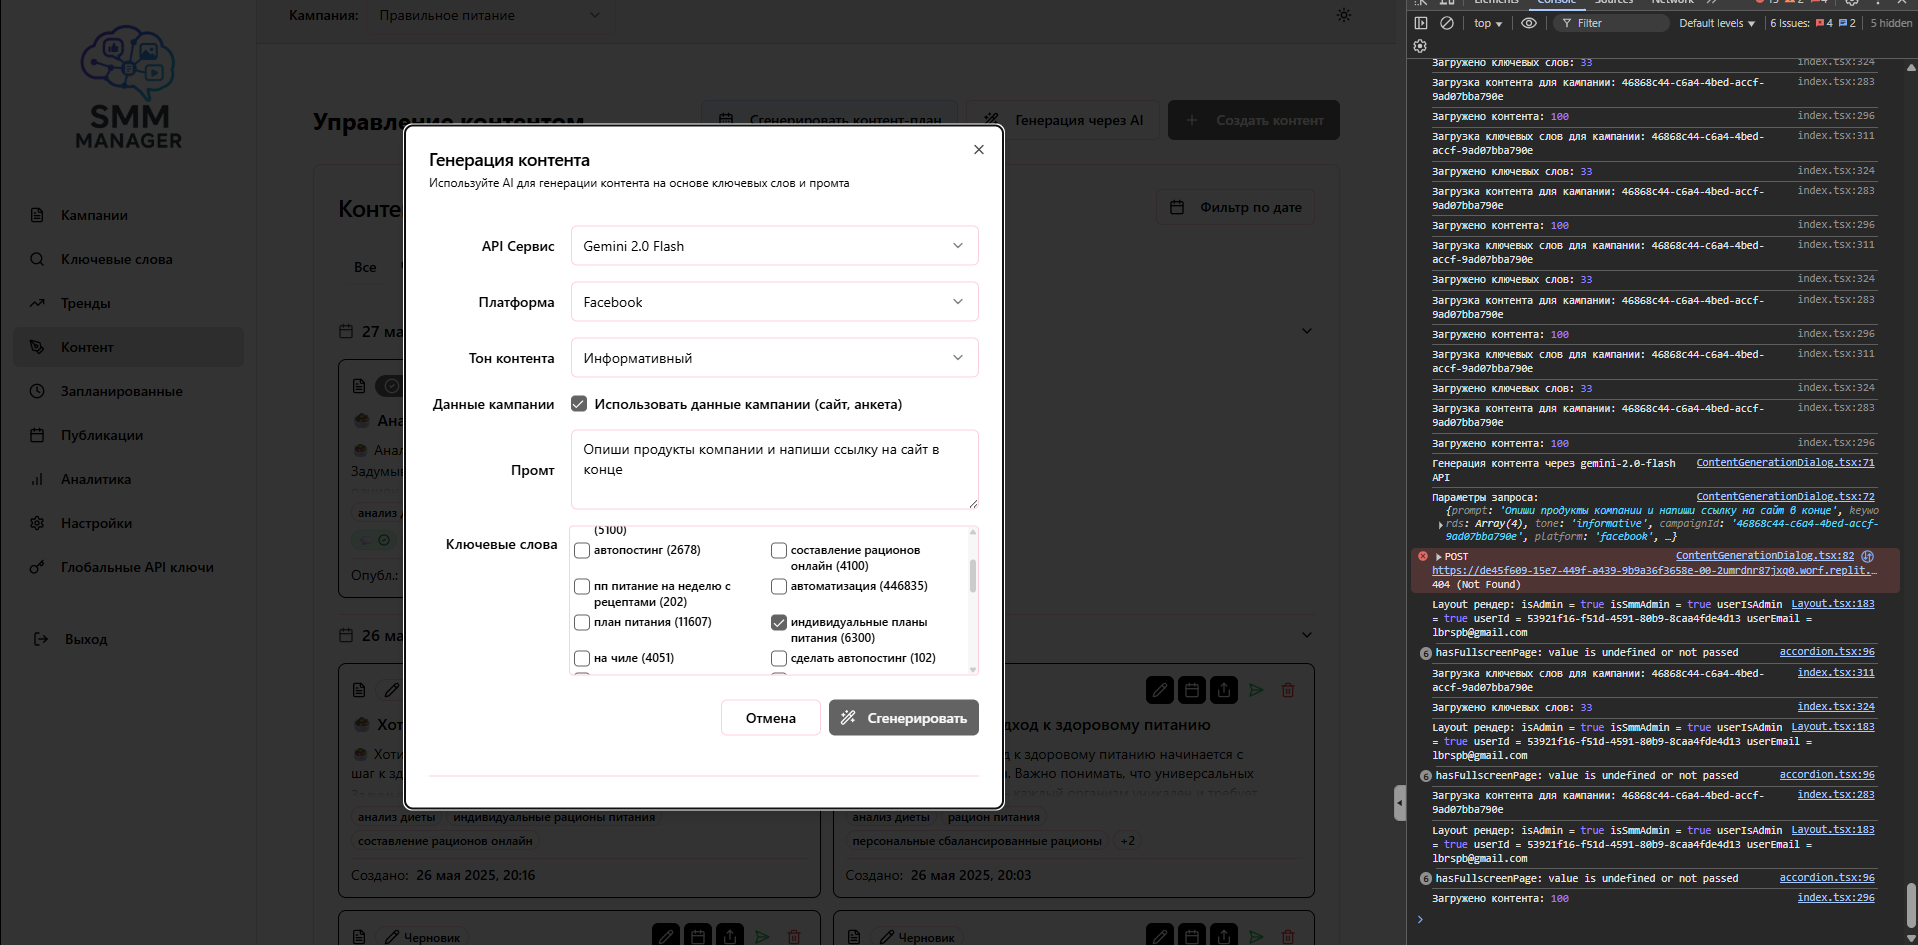 Кампания: Правильное питание
SMM
MANAGER
Кампании
Ключевые слова
Тренды
Контент
Запланированные
Публикации
Аналитика
Настройки
Глобальные API ключи
Выход
Управление контентом
Сгенерировать контент-план
Генерация через AI
+ Создать контент
Фильтр по дате
Все
Генерация контента
Используйте AI для генерации контента на основе ключевых слов и промта
API Сервис
Gemini 2.0 Flash
Платформа
Facebook
Тон контента
Информативный
Данные кампании
Использовать данные кампании (сайт, анкета)
Промт
Опиши продукты компании и напиши ссылку на сайт в
конце
Ключевые слова
(5100)
автопостинг (2678)
составление рационов
онлайн (4100)
пп питание на неделю с
рецептами (202)
автоматизация (446835)
план питания (11607)
индивидуальные планы
питания (6300)
на чиле (4051)
сделать автопостинг (102)
Отмена
Сгенерировать
Опубл.:
к здоровому питанию
к здоровому питанию начинается с
Важно понимать, что универсальных
анализ диеты индивидуальные рационы питания
составление рационов онлайн
Создано: 26 мая 2025, 20:16
анализ диеты рацион питания
персональные сбалансированные рационы +2
Создано: 26 мая 2025, 20:03
Черновик
Черновик
Elements Console Sources Network
top Filter Default levels 6 Issues: 4 2 5 hidden
Загружено ключевых слов: 33 index.tsx:324
Загрузка контента для кампании: 46868c44-c6a4-4bed-accf- index.tsx:283
9ad07bba790e
Загружено контента: 100 index.tsx:296
Загрузка ключевых слов для кампании: 46868c44-c6a4-4bed- index.tsx:311
accf-9ad07bba790e
Загружено ключевых слов: 33 index.tsx:324
Загрузка контента для кампании: 46868c44-c6a4-4bed-accf- index.tsx:283
9ad07bba790e
Загружено контента: 100 index.tsx:296
Загрузка ключевых слов для кампании: 46868c44-c6a4-4bed- index.tsx:311
accf-9ad07bba790e
Загружено ключевых слов: 33 index.tsx:324
Загрузка контента для кампании: 46868c44-c6a4-4bed-accf- index.tsx:283
9ad07bba790e
Загружено контента: 100 index.tsx:296
Загрузка ключевых слов для кампании: 46868c44-c6a4-4bed- index.tsx:311
accf-9ad07bba790e
Загружено ключевых слов: 33 index.tsx:324
Загрузка контента для кампании: 46868c44-c6a4-4bed-accf- index.tsx:283
9ad07bba790e
Загружено контента: 100 index.tsx:296
Генерация контента через gemini-2.0-flash ContentGenerationDialog.tsx:71
API
Параметры запроса: ContentGenerationDialog.tsx:72
{prompt: 'Опиши продукты компании и напиши ссылку на сайт в конце', keywo
rds: Array(4), tone: 'informative', campaignId: '46868c44-c6a4-4bed-accf-
9ad07bba790e', platform: 'facebook', …}
POST ContentGenerationDialog.tsx:82
https://de45f609-15e7-449f-a439-9b9a36f3658e-00-2umrdnr87jxq0.worf.replit.…
404 (Not Found)
Layout рендер: isAdmin = true isSmmAdmin = true userIsAdmin Layout.tsx:183
= true userId = 53921f16-f51d-4591-80b9-8caa4fde4d13 userEmail =
lbrspb@gmail.com
6 hasFullscreenPage: value is undefined or not passed accordion.tsx:96
Загрузка ключевых слов для кампании: 46868c44-c6a4-4bed- index.tsx:311
accf-9ad07bba790e
Загружено ключевых слов: 33 index.tsx:324
Layout рендер: isAdmin = true isSmmAdmin = true userIsAdmin Layout.tsx:183
= true userId = 53921f16-f51d-4591-80b9-8caa4fde4d13 userEmail =
lbrspb@gmail.com
6 hasFullscreenPage: value is undefined or not passed accordion.tsx:96
Загрузка контента для кампании: 46868c44-c6a4-4bed-accf- index.tsx:283
9ad07bba790e
Layout рендер: isAdmin = true isSmmAdmin = true userIsAdmin Layout.tsx:183
= true userId = 53921f16-f51d-4591-80b9-8caa4fde4d13 userEmail =
lbrspb@gmail.com
6 hasFullscreenPage: value is undefined or not passed accordion.tsx:96
Загружено контента: 100 index.tsx:296